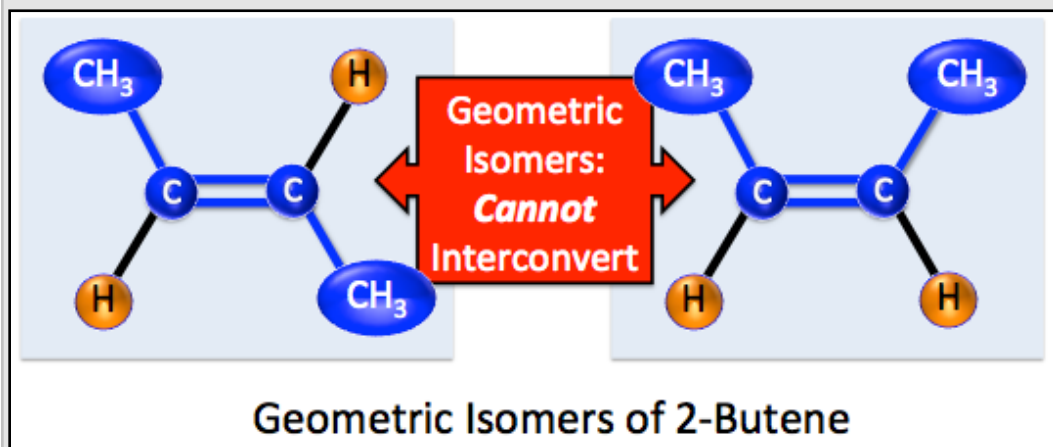 CH₃
H
C
C
H
CH₃
Geometric
Isomers:
Cannot
Interconvert
CH₃
CH₃
C
C
H
H
Geometric Isomers of 2-Butene